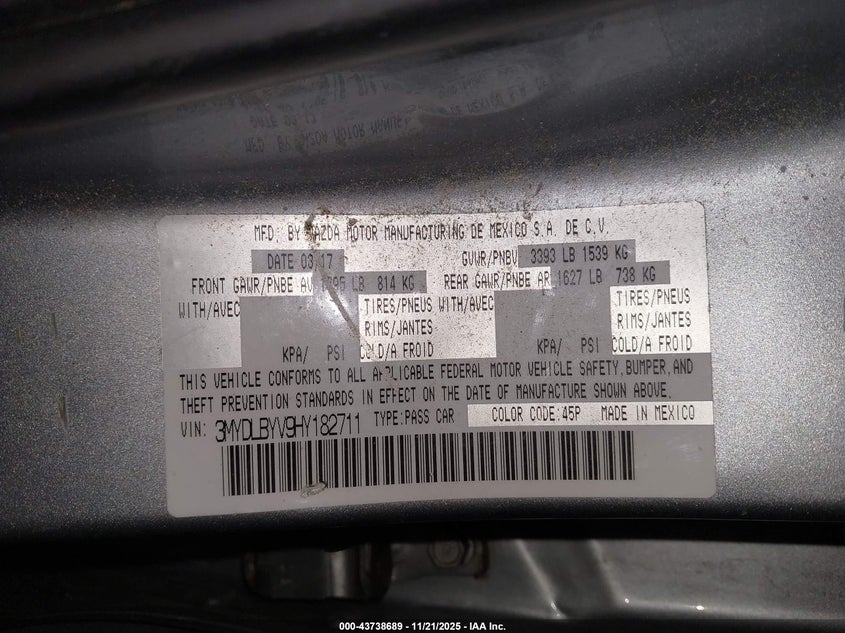 MFD. BY MAZDA MOTOR MANUFACTURING DE MEXICO S.A. DE C.V.
DATE 03 17 GVWR/PNBV 3393 LB 1539 KG
FRONT GAWR/PNBE AV 1795 LB 814 KG REAR GAWR/PNBE AR 1627 LB 738 KG
WITH/AVEC TIRES/PNEUS WITH/AVEC TIRES/PNEUS
RIMS/JANTES RIMS/JANTES
KPA/ PSI COLD/A FROID KPA/ PSI COLD/A FROID
THIS VEHICLE CONFORMS TO ALL APPLICABLE FEDERAL MOTOR VEHICLE SAFETY,BUMPER,AND
THEFT PREVENTION STANDARDS IN EFFECT ON THE DATE OF MANUFACTURE SHOWN ABOVE.
VIN: 3MYDLBYV9HY182711 TYPE:PASS CAR COLOR CODE:45P MADE IN MEXICO
000-43738689 - 11/21/2025 - IAA Inc.